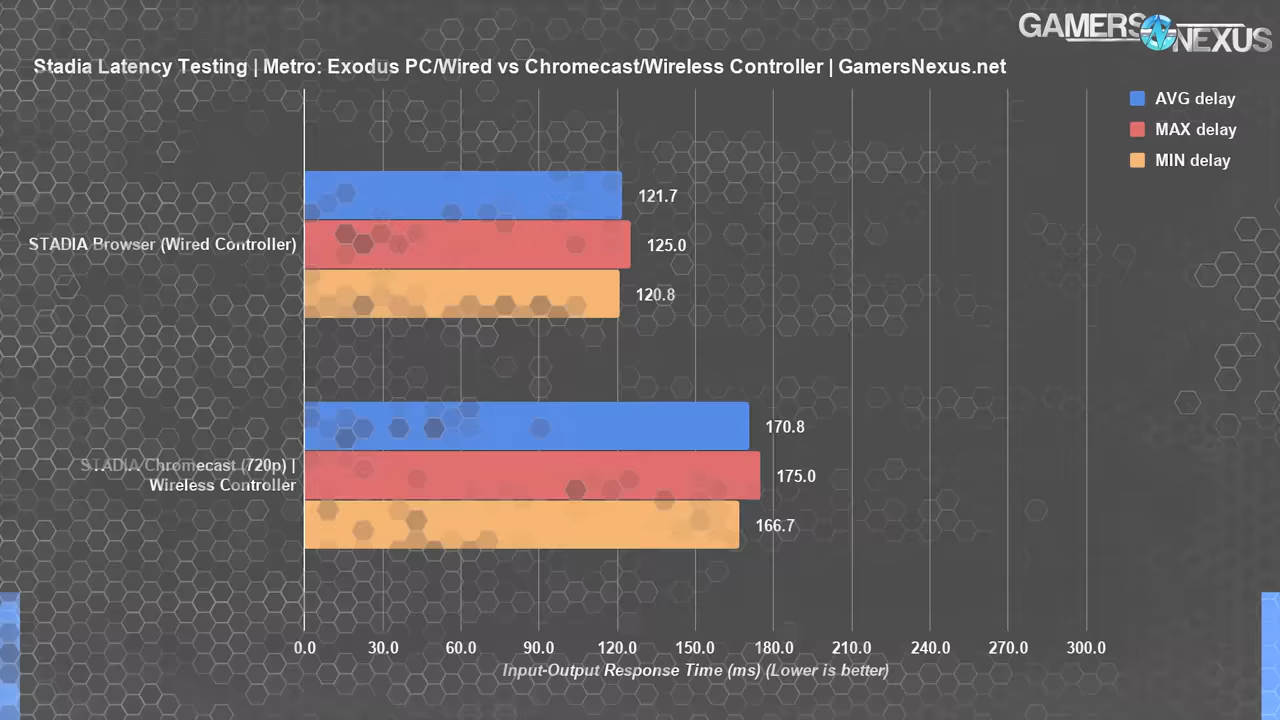 GAMERS NEXUS
Stadia Latency Testing | Metro: Exodus PC/Wired vs Chromecast/Wireless Controller | GamersNexus.net
AVG delay
MAX delay
MIN delay
STADIA Browser (Wired Controller)
121.7
125.0
120.8
STADIA Chromecast (720p) |
Wireless Controller
170.8
175.0
166.7
0.0 30.0 60.0 90.0 120.0 150.0 180.0 210.0 240.0 270.0 300.0
Input-Output Response Time (ms) (Lower is better)